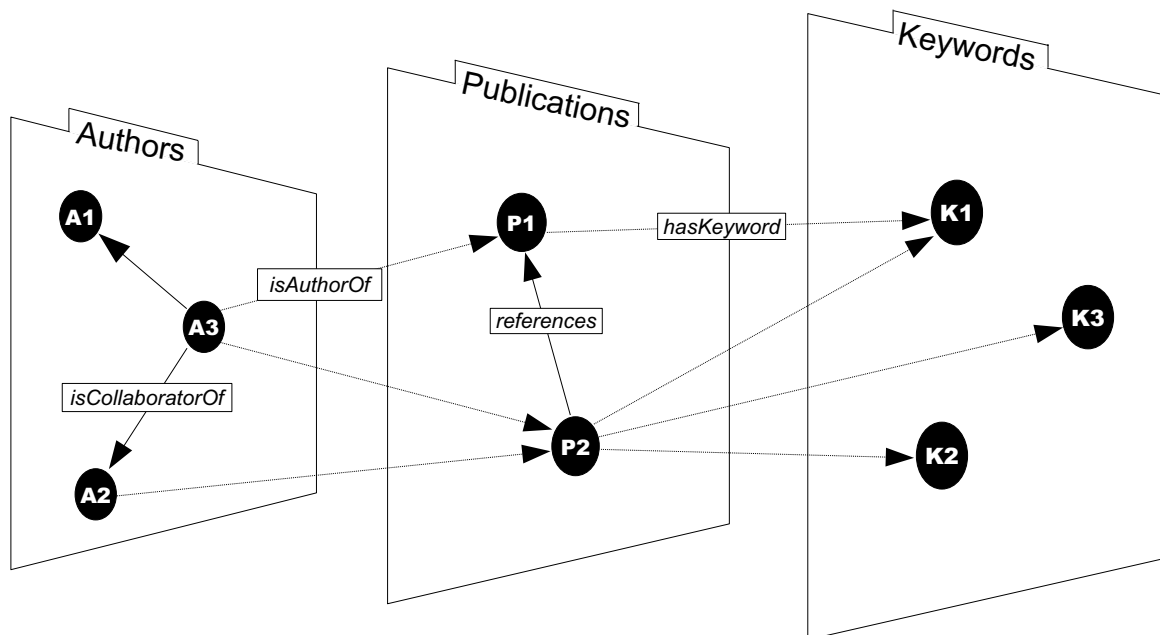 Authors
Publications
Keywords
A1
P1
K1
hasKeyword
isAuthorOf
A3
references
K3
isCollaboratorOf
P2
K2
A2